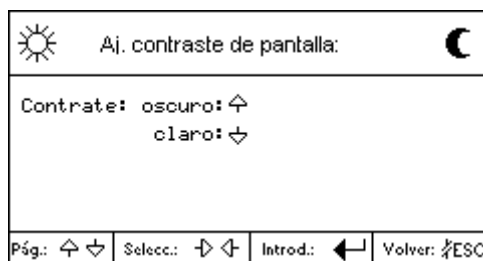 Aj. contraste de pantalla:
Contrate: oscuro:
claro:
Pág.: Selecc.: Introd.: Volver: ESC